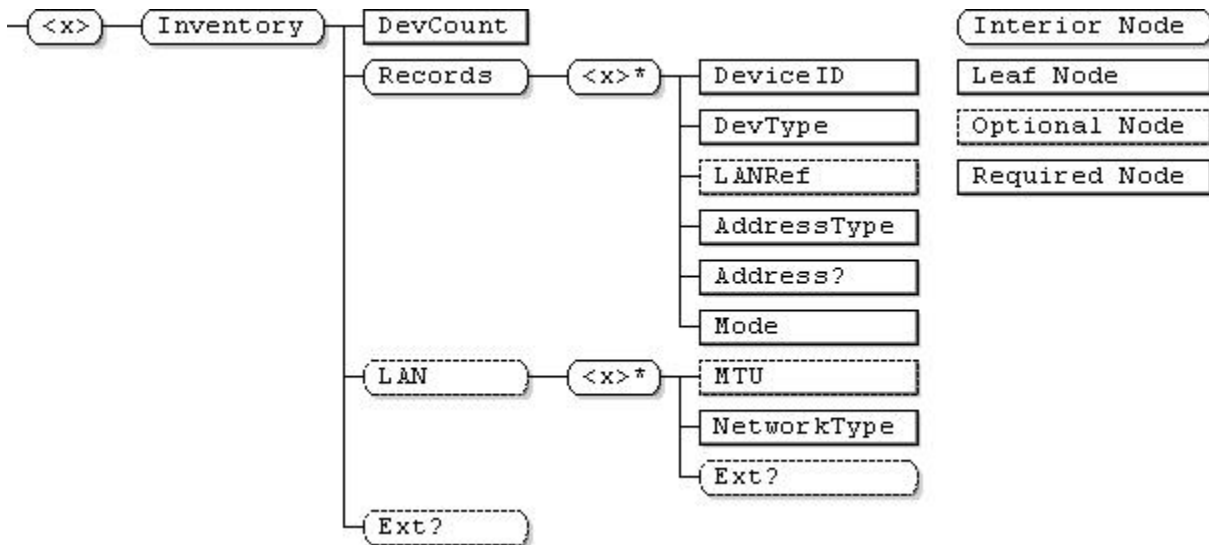 <x> Inventory DevCount Interior Node
Records <x>* DeviceID Leaf Node
DevType Optional Node
LANRef Required Node
AddressType
Address?
Mode
LAN <x>* MTU
NetworkType
Ext?
Ext?